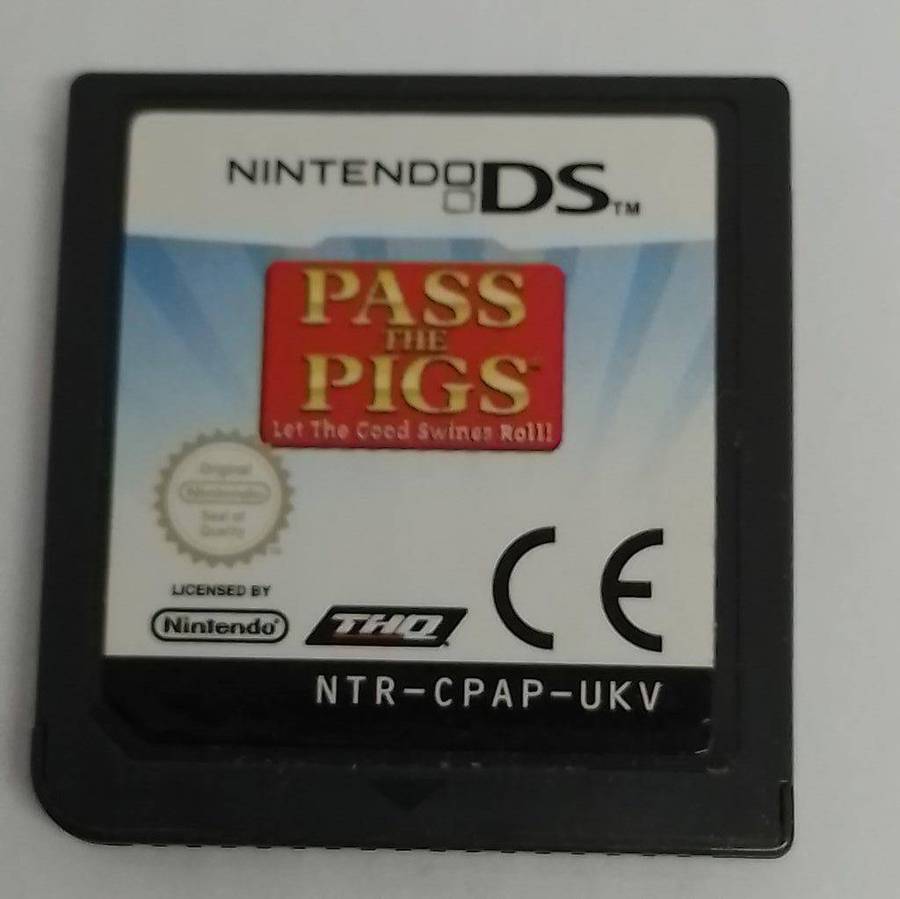 NINTENDO DS™
PASS
THE
PIGS™
Let The Good Swines Roll!
Original
Nintendo
Seal of
Quality
LICENSED BY
Nintendo®
THQ
CE
NTR-CPAP-UKV